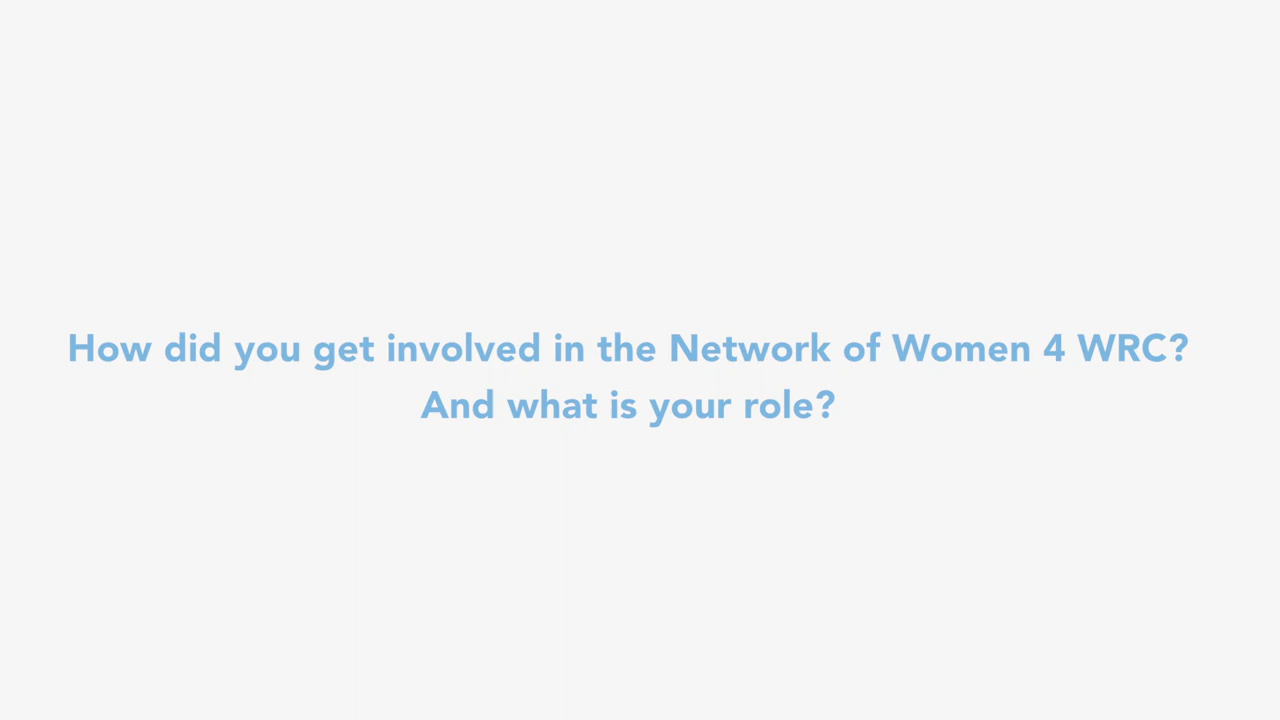 How did you get involved in the Network of Women 4 WRC?
And what is your role?